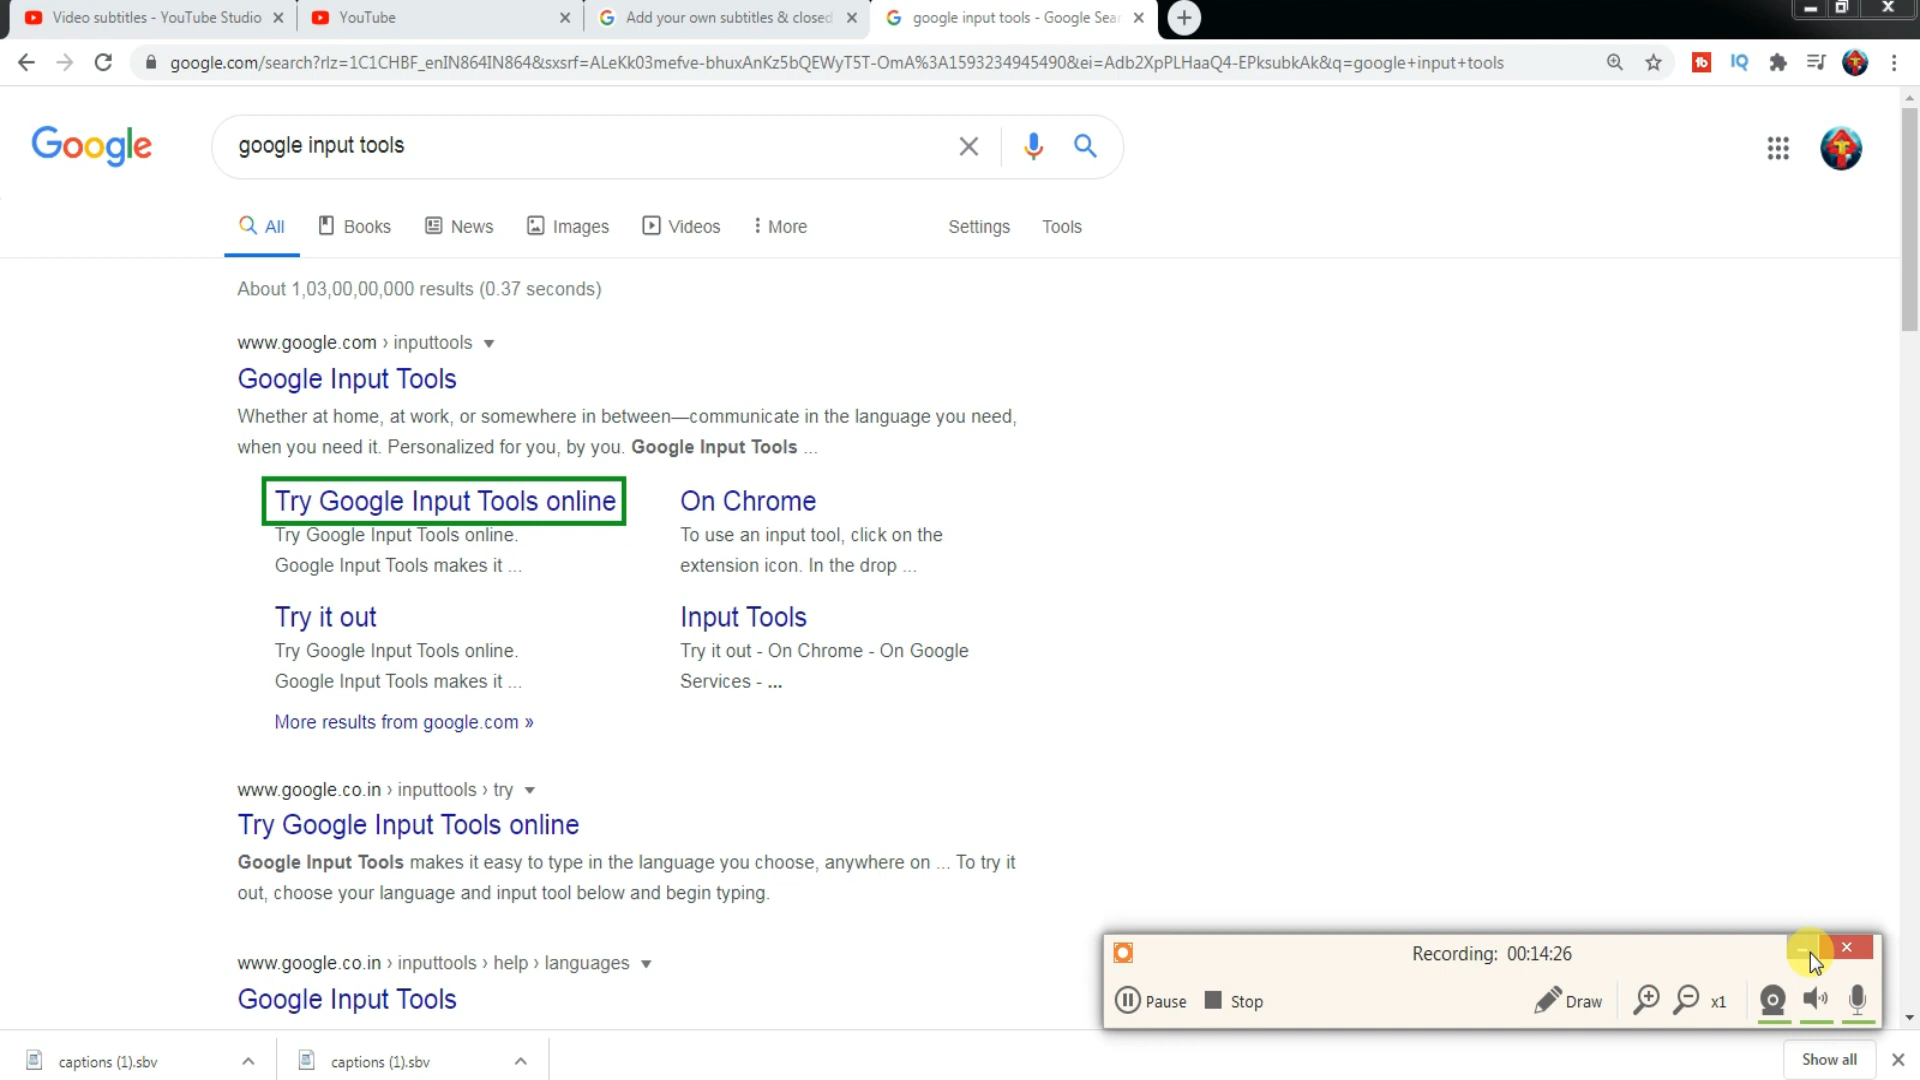 Video subtitles - YouTube Studio
YouTube
Add your own subtitles & closed
google input tools - Google Sear
google.com/search?rlz=1C1CHBF_enIN864IN864&sxsrf=ALeKk03mefve-bhuxAnKz5bQEWyT5T-OmA%3A1593234945490&ei=Adb2XpPLHaaQ4-EPksubkAk&q=google+input+tools
tb
IQ
Google
google input tools
All
Books
News
Images
Videos
More
Settings
Tools
About 1,03,00,00,000 results (0.37 seconds)
www.google.com › inputtools
Google Input Tools
Whether at home, at work, or somewhere in between—communicate in the language you need,
when you need it. Personalized for you, by you. Google Input Tools ...
Try Google Input Tools online
Try Google Input Tools online.
Google Input Tools makes it ...
On Chrome
To use an input tool, click on the
extension icon. In the drop ...
Try it out
Try Google Input Tools online.
Google Input Tools makes it ...
Input Tools
Try it out - On Chrome - On Google
Services - ...
More results from google.com »
www.google.co.in › inputtools › try
Try Google Input Tools online
Google Input Tools makes it easy to type in the language you choose, anywhere on ... To try it
out, choose your language and input tool below and begin typing.
www.google.co.in › inputtools › help › languages
Google Input Tools
Recording: 00:14:26
Pause
Stop
Draw
x1
captions (1).sbv
captions (1).sbv
Show all